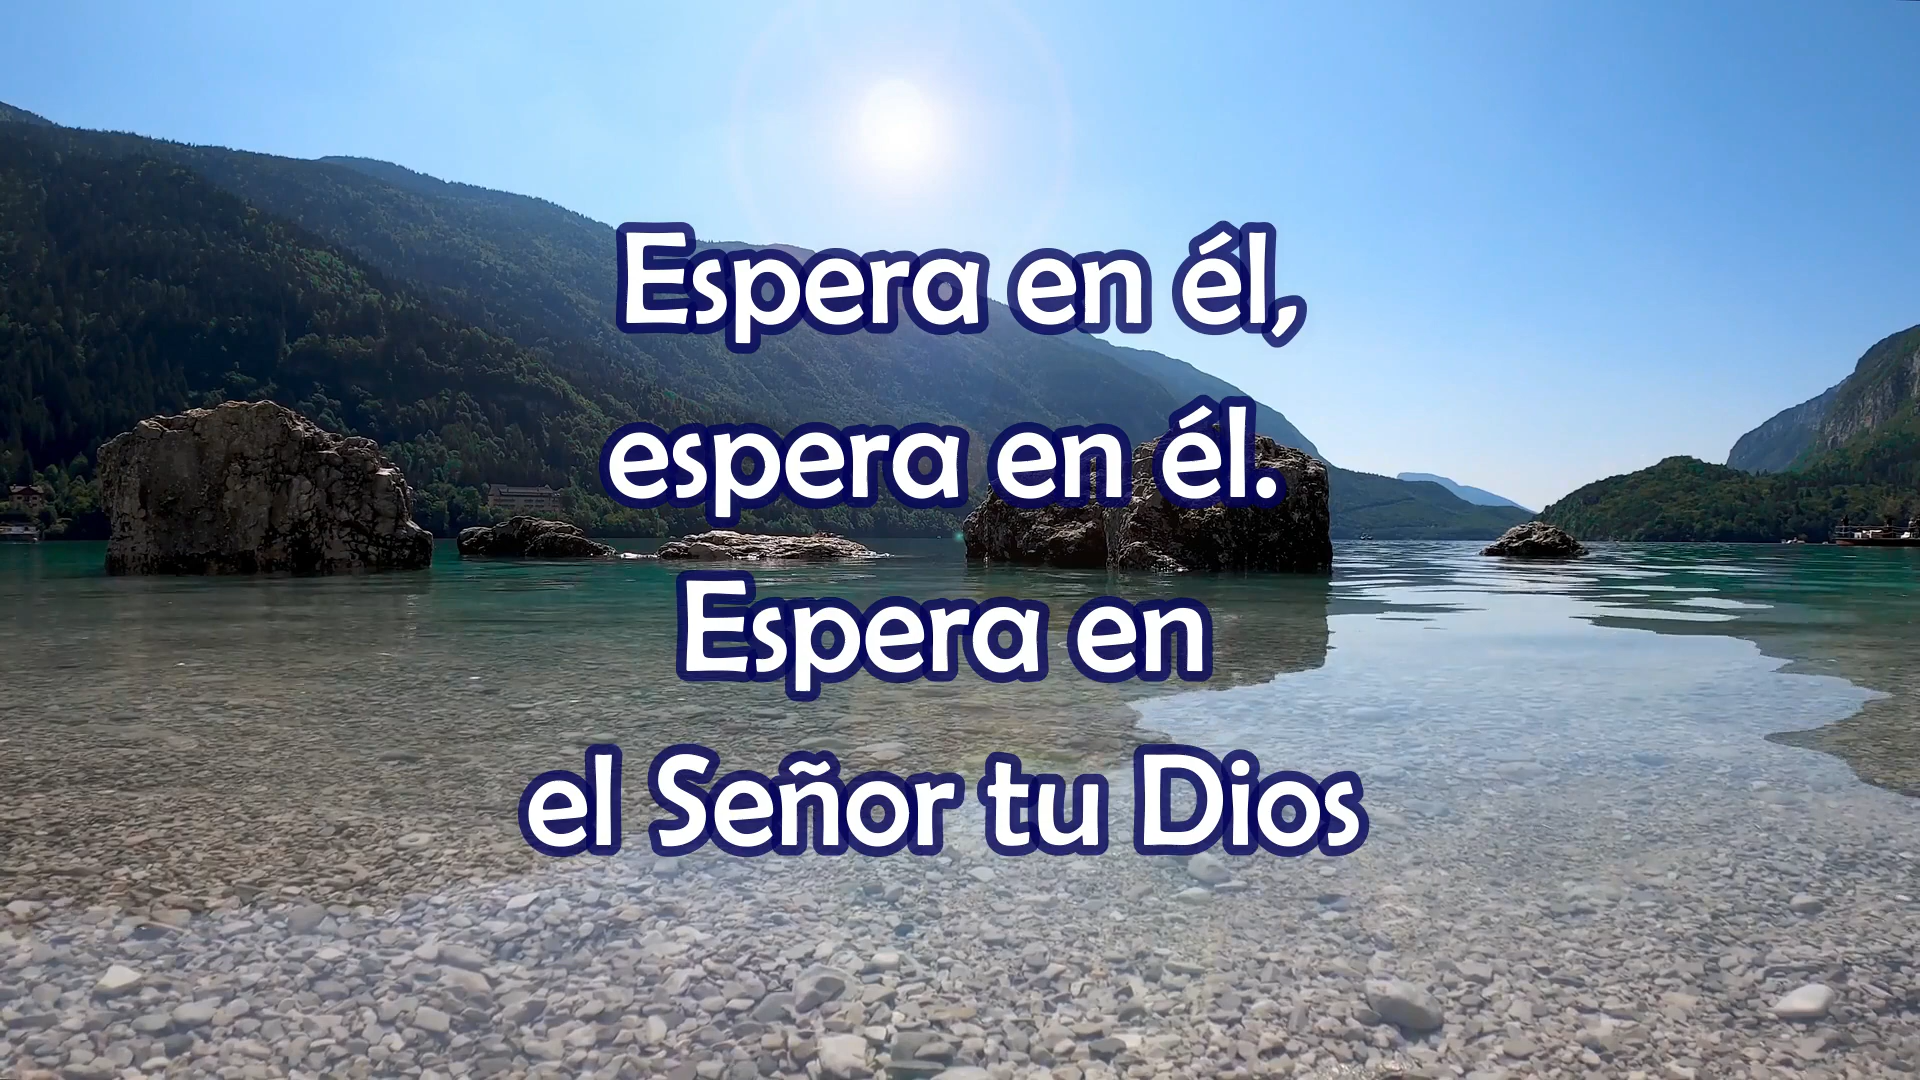 Espera en él,
espera en él.
Espera en
el Señor tu Dios